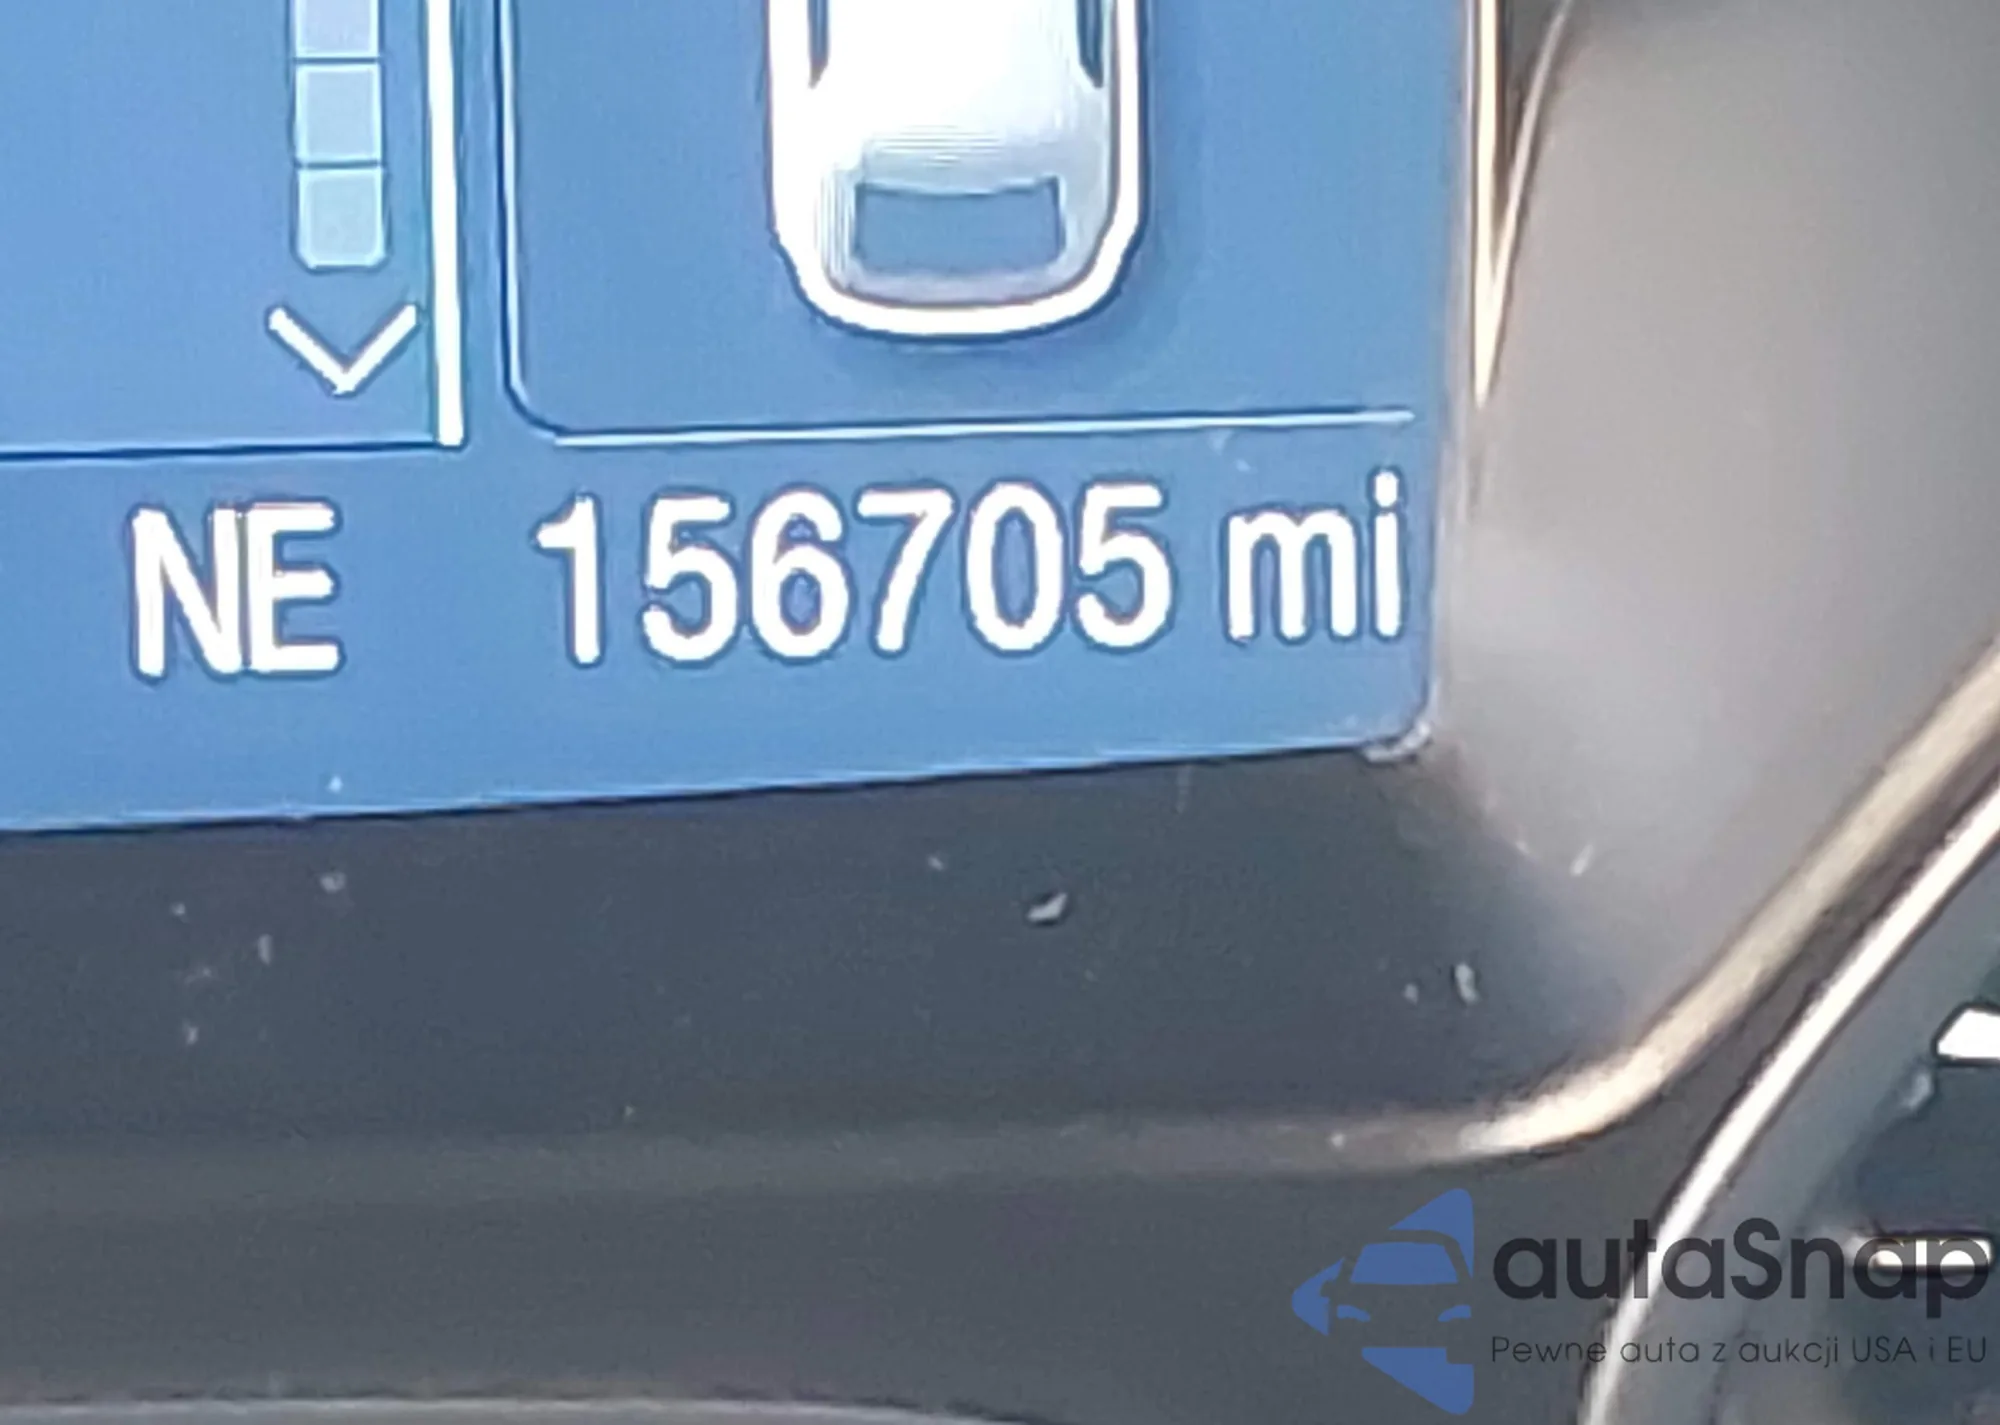 NE 156705 mi
autaSnap
Pewne auta z aukcji USA i EU